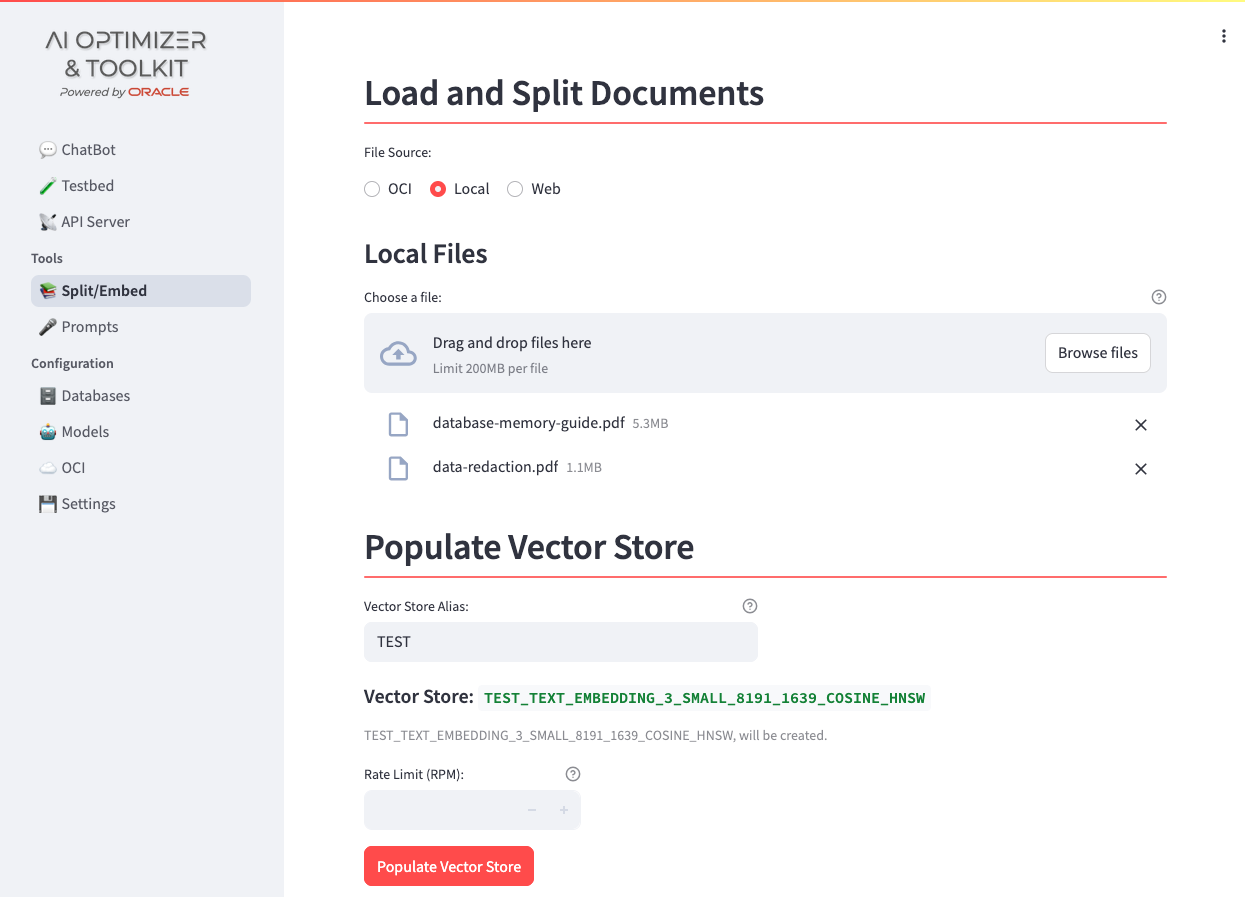 AI OPTIMIZER
& TOOLKIT
Powered by ORACLE
ChatBot
Testbed
API Server
Tools
Split/Embed
Prompts
Configuration
Databases
Models
OCI
Settings
Load and Split Documents
File Source:
OCI Local Web
Local Files
Choose a file:
Drag and drop files here
Limit 200MB per file
Browse files
database-memory-guide.pdf 5.3MB
data-redaction.pdf 1.1MB
Populate Vector Store
Vector Store Alias:
TEST
Vector Store: TEST_TEXT_EMBEDDING_3_SMALL_8191_1639_COSINE_HNSW
TEST_TEXT_EMBEDDING_3_SMALL_8191_1639_COSINE_HNSW, will be created.
Rate Limit (RPM):
Populate Vector Store